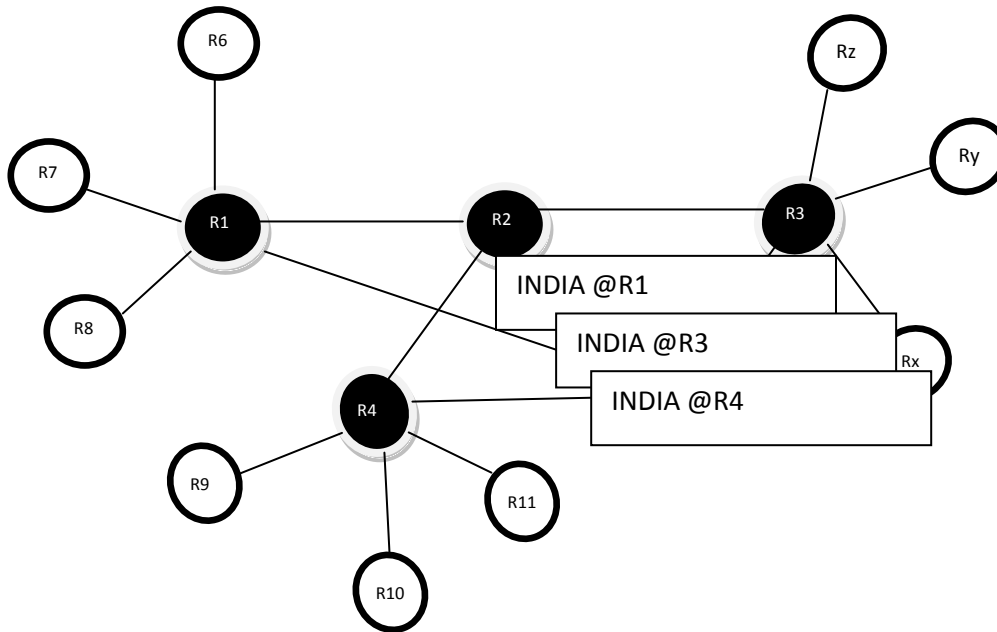 R6
Rz
R7
Ry
R1
R2
R3
INDIA @R1
R8
INDIA @R3
Rx
INDIA @R4
R4
R9
R11
R10